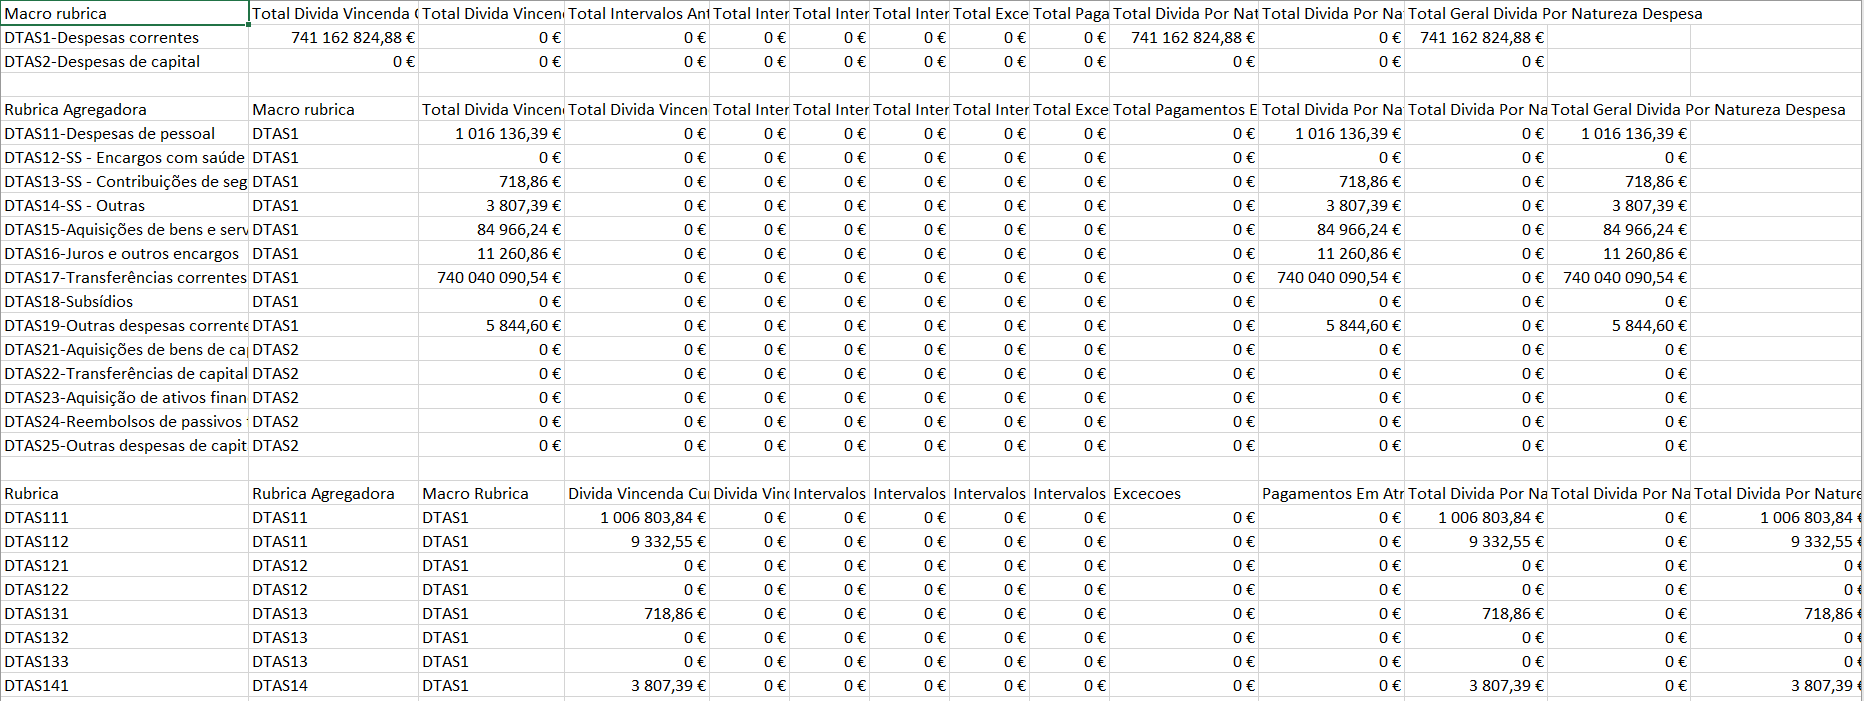 Macro rubrica Total Divida Vincenda Total Divida Vincen Total Intervalos Ant Total Inter Total Inter Total Inter Total Exce Total Paga Total Divida Por Nat Total Divida Por Na Total Geral Divida Por Natureza Despesa
DTAS1-Despesas correntes 741 162 824,88 € 0 € 0 € 0 € 0 € 0 € 0 € 0 € 741 162 824,88 € 0 € 741 162 824,88 €
DTAS2-Despesas de capital 0 € 0 € 0 € 0 € 0 € 0 € 0 € 0 € 0 € 0 € 0 €
Rubrica Agregadora Macro rubrica Total Divida Vincen Total Divida Vincen Total Inter Total Inter Total Inter Total Inter Total Exce Total Pagamentos E Total Divida Por Na Total Divida Por Na Total Geral Divida Por Natureza Despesa
DTAS11-Despesas de pessoal DTAS1 1 016 136,39 € 0 € 0 € 0 € 0 € 0 € 0 € 0 € 1 016 136,39 € 0 € 1 016 136,39 €
DTAS12-SS - Encargos com saúde DTAS1 0 € 0 € 0 € 0 € 0 € 0 € 0 € 0 € 0 € 0 € 0 €
DTAS13-SS - Contribuições de seg DTAS1 718,86 € 0 € 0 € 0 € 0 € 0 € 0 € 0 € 718,86 € 0 € 718,86 €
DTAS14-SS - Outras DTAS1 3 807,39 € 0 € 0 € 0 € 0 € 0 € 0 € 0 € 3 807,39 € 0 € 3 807,39 €
DTAS15-Aquisições de bens e serv DTAS1 84 966,24 € 0 € 0 € 0 € 0 € 0 € 0 € 0 € 84 966,24 € 0 € 84 966,24 €
DTAS16-Juros e outros encargos DTAS1 11 260,86 € 0 € 0 € 0 € 0 € 0 € 0 € 0 € 11 260,86 € 0 € 11 260,86 €
DTAS17-Transferências correntes DTAS1 740 040 090,54 € 0 € 0 € 0 € 0 € 0 € 0 € 0 € 740 040 090,54 € 0 € 740 040 090,54 €
DTAS18-Subsídios DTAS1 0 € 0 € 0 € 0 € 0 € 0 € 0 € 0 € 0 € 0 € 0 €
DTAS19-Outras despesas corrente DTAS1 5 844,60 € 0 € 0 € 0 € 0 € 0 € 0 € 0 € 5 844,60 € 0 € 5 844,60 €
DTAS21-Aquisições de bens de ca DTAS2 0 € 0 € 0 € 0 € 0 € 0 € 0 € 0 € 0 € 0 € 0 €
DTAS22-Transferências de capital DTAS2 0 € 0 € 0 € 0 € 0 € 0 € 0 € 0 € 0 € 0 € 0 €
DTAS23-Aquisição de ativos finan DTAS2 0 € 0 € 0 € 0 € 0 € 0 € 0 € 0 € 0 € 0 € 0 €
DTAS24-Reembolsos de passivos DTAS2 0 € 0 € 0 € 0 € 0 € 0 € 0 € 0 € 0 € 0 € 0 €
DTAS25-Outras despesas de capit DTAS2 0 € 0 € 0 € 0 € 0 € 0 € 0 € 0 € 0 € 0 € 0 €
Rubrica Rubrica Agregadora Macro Rubrica Divida Vincenda Cu Divida Vinc Intervalos Intervalos Intervalos Intervalos Excecoes Pagamentos Em Atr Total Divida Por Na Total Divida Por Na Total Divida Por Nature
DTAS111 DTAS11 DTAS1 1 006 803,84 € 0 € 0 € 0 € 0 € 0 € 0 € 0 € 1 006 803,84 € 0 € 1 006 803,84 €
DTAS112 DTAS11 DTAS1 9 332,55 € 0 € 0 € 0 € 0 € 0 € 0 € 0 € 9 332,55 € 0 € 9 332,55 €
DTAS121 DTAS12 DTAS1 0 € 0 € 0 € 0 € 0 € 0 € 0 € 0 € 0 € 0 € 0 €
DTAS122 DTAS12 DTAS1 0 € 0 € 0 € 0 € 0 € 0 € 0 € 0 € 0 € 0 € 0 €
DTAS131 DTAS13 DTAS1 718,86 € 0 € 0 € 0 € 0 € 0 € 0 € 0 € 718,86 € 0 € 718,86 €
DTAS132 DTAS13 DTAS1 0 € 0 € 0 € 0 € 0 € 0 € 0 € 0 € 0 € 0 € 0 €
DTAS133 DTAS13 DTAS1 0 € 0 € 0 € 0 € 0 € 0 € 0 € 0 € 0 € 0 € 0 €
DTAS141 DTAS14 DTAS1 3 807,39 € 0 € 0 € 0 € 0 € 0 € 0 € 0 € 3 807,39 € 0 € 3 807,39 €